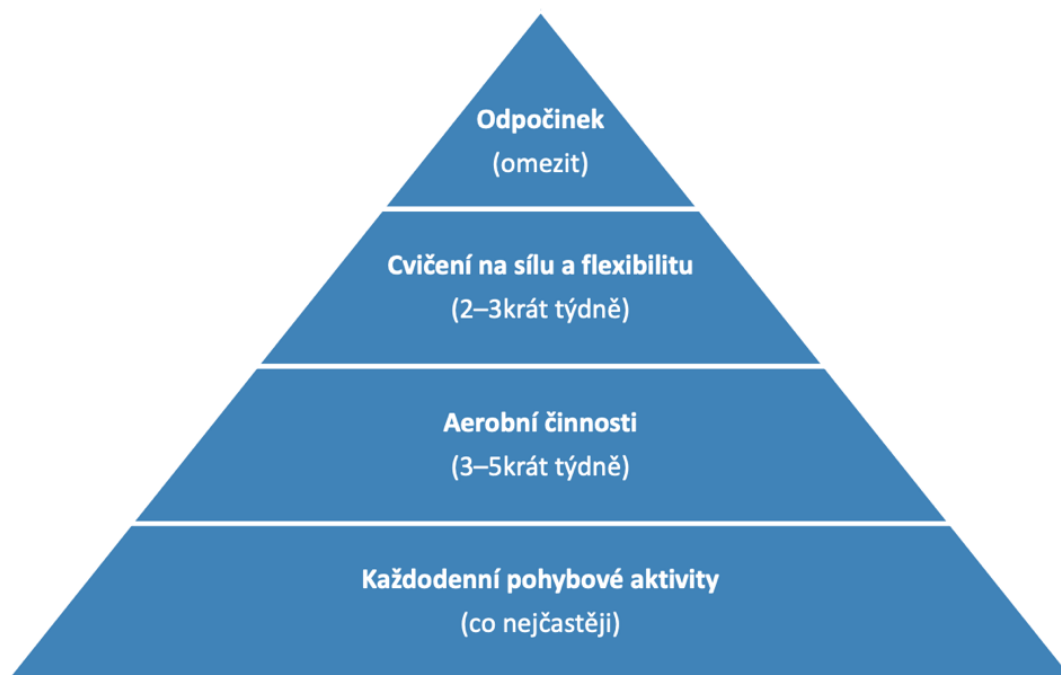 Odpočinek
(omezit)
Cvičení na sílu a flexibilitu
(2–3krát týdně)
Aerobní činnosti
(3–5krát týdně)
Každodenní pohybové aktivity
(co nejčastěji)